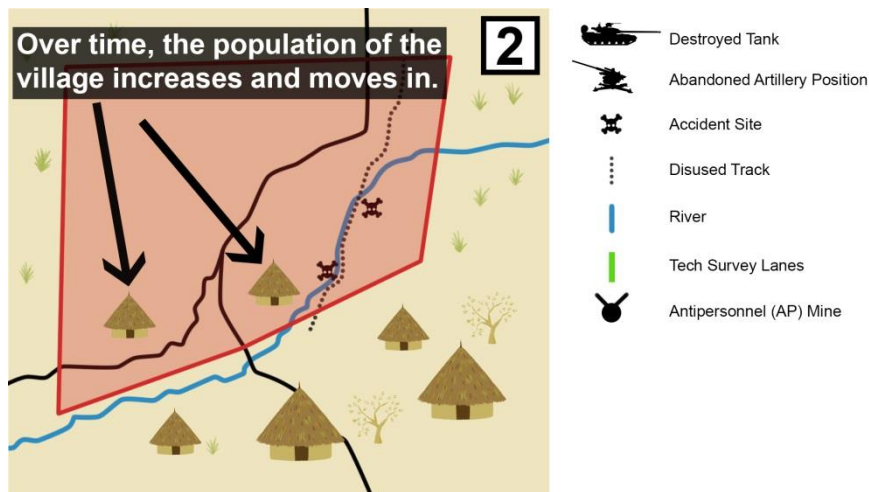 Over time, the population of the
village increases and moves in.
2
Destroyed Tank
Abandoned Artillery Position
Accident Site
Disused Track
River
Tech Survey Lanes
Antipersonnel (AP) Mine